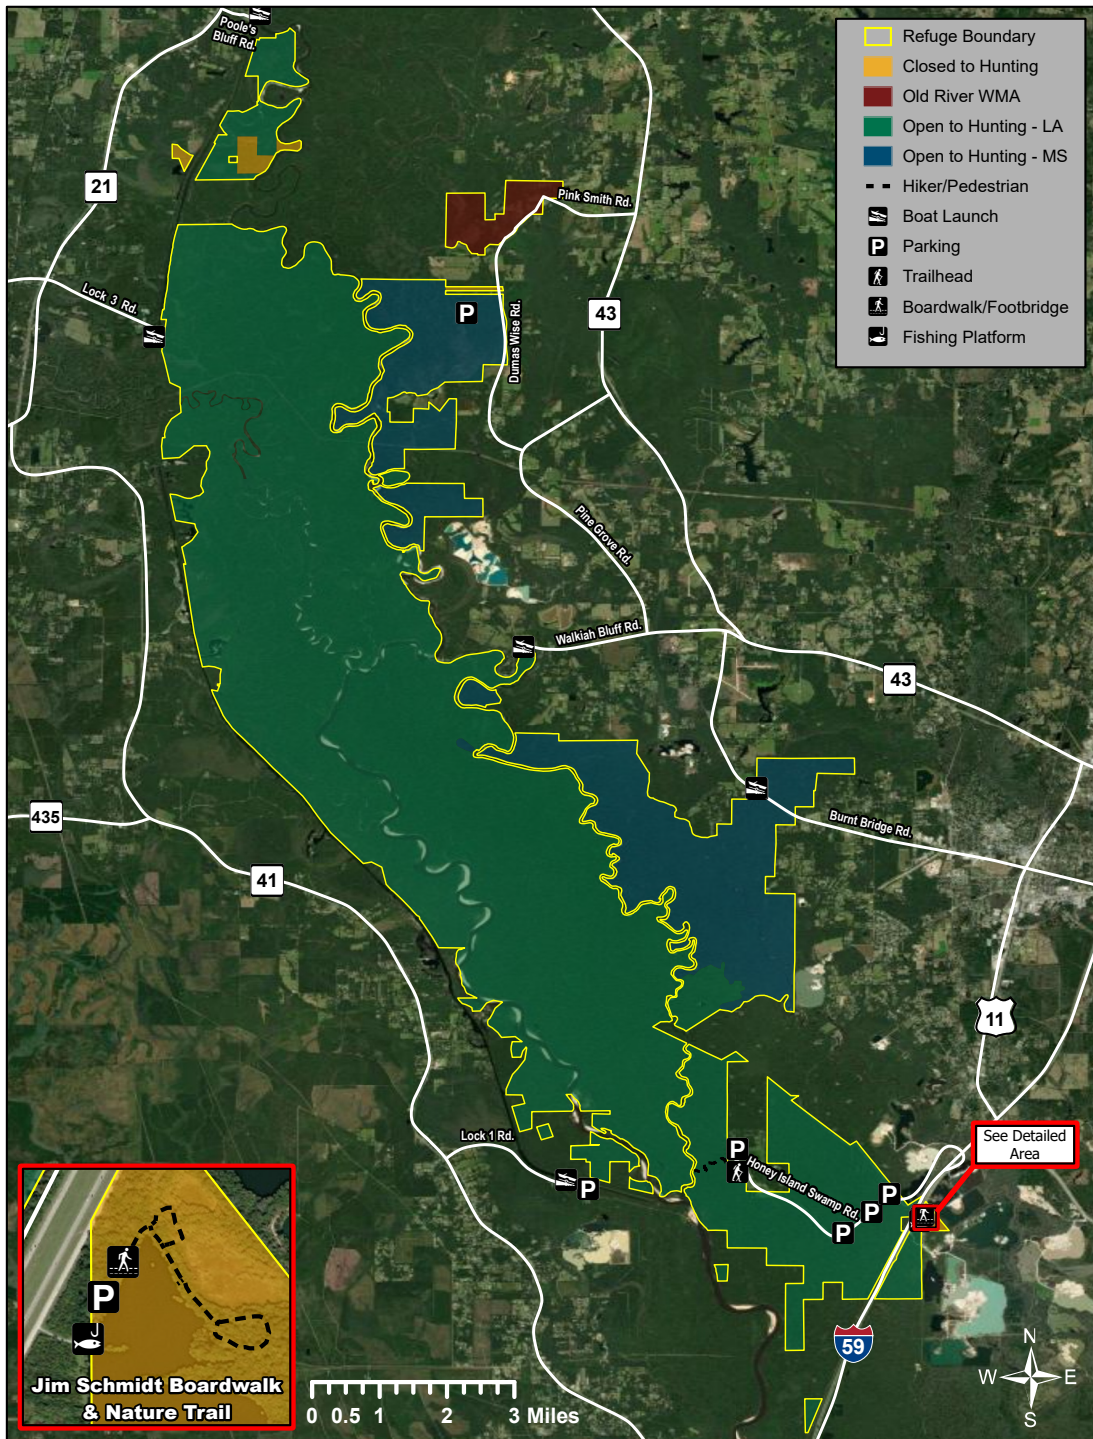 Poole's
Bluff Rd.
Refuge Boundary
Closed to Hunting
Old River WMA
Open to Hunting - LA
Open to Hunting - MS
Hiker/Pedestrian
Boat Launch
P Parking
Trailhead
Boardwalk/Footbridge
Fishing Platform
21
Pink Smith Rd.
Lock 3 Rd.
P
43
Dumas Wise Rd.
Pine Grove Rd.
Walkiah Bluff Rd.
43
435
Burnt Bridge Rd.
41
11
See Detailed
Area
Lock 1 Rd.
P
P
Honey Island Swamp Rd.
P
P
P
59
P
Jim Schmidt Boardwalk
& Nature Trail
0 0.5 1 2 3 Miles
N
W E
S